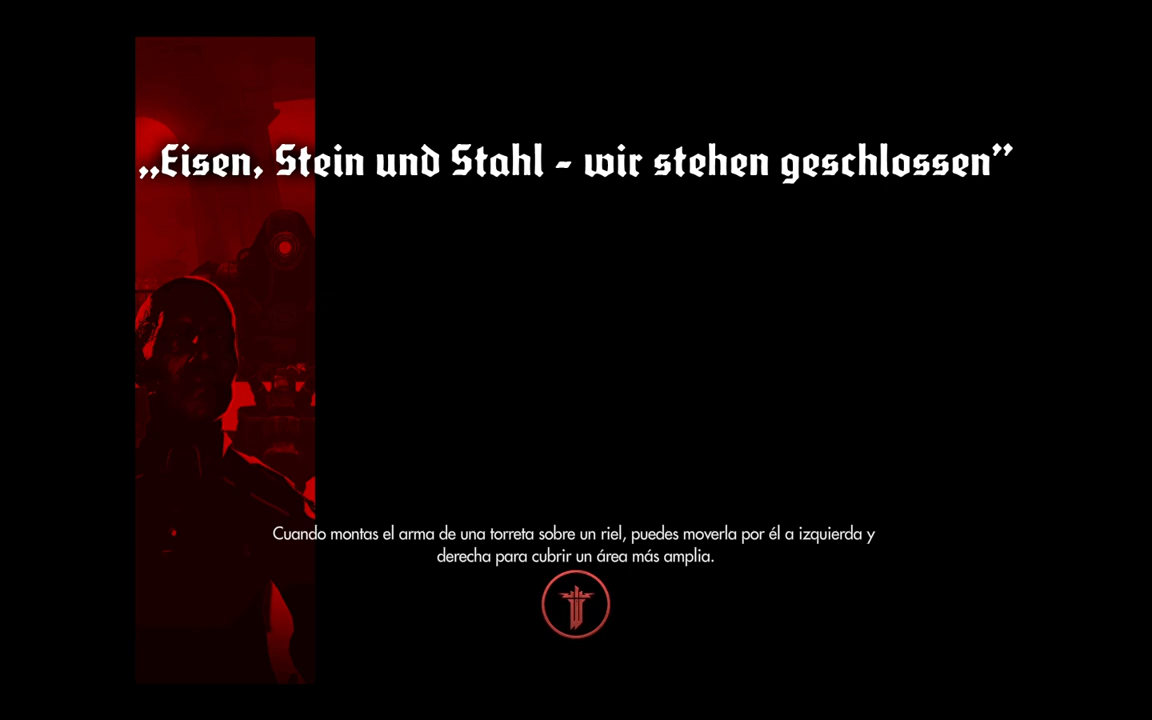 „Eisen, Stein und Stahl - wir stehen geschlossen”
Cuando montas el arma de una torreta sobre un riel, puedes moverla por él a izquierda y
derecha para cubrir un área más amplia.